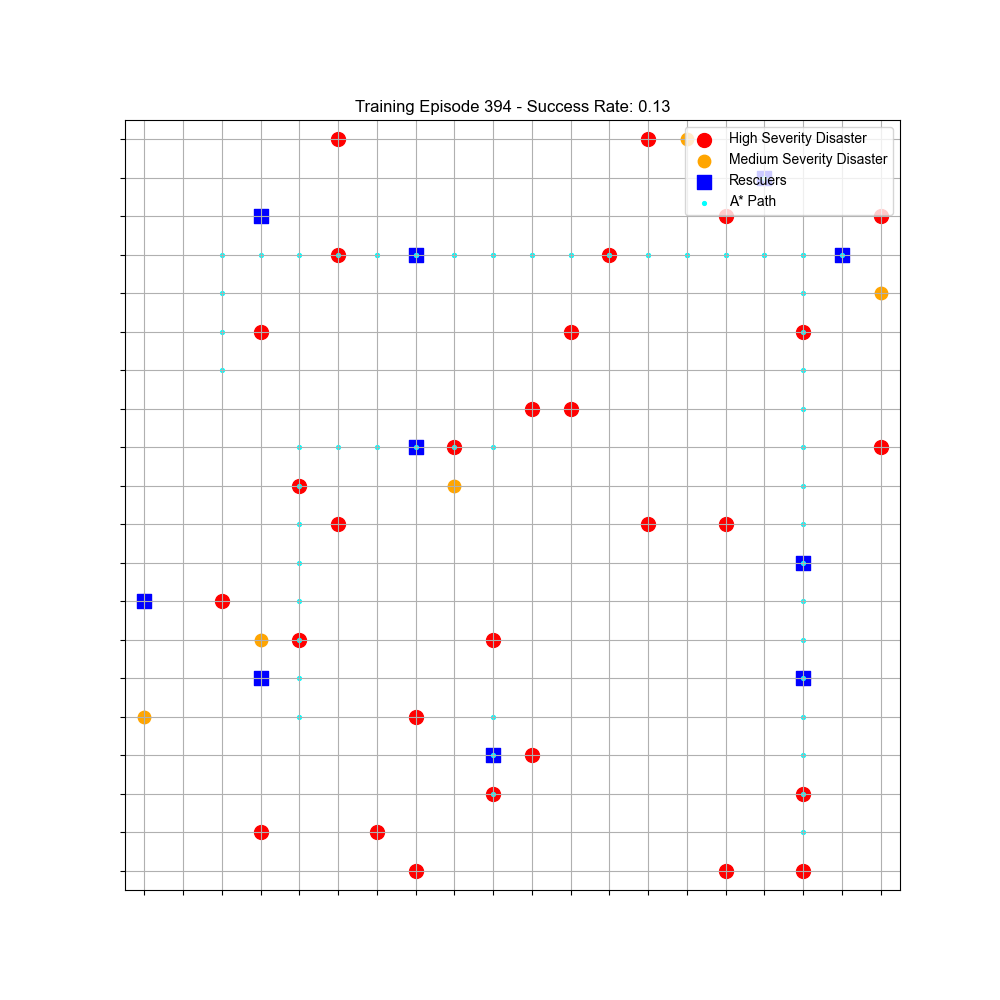 Training Episode 394 - Success Rate: 0.13
High Severity Disaster
Medium Severity Disaster
Rescuers
A* Path